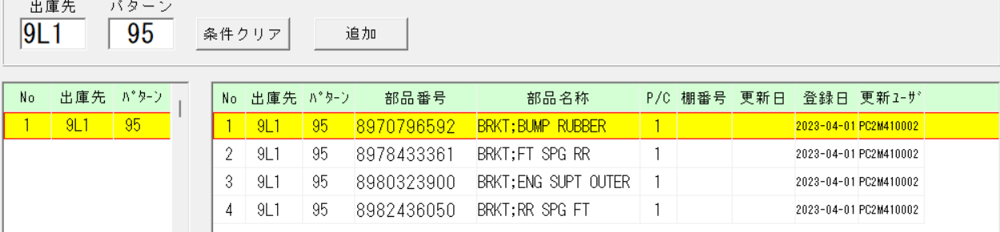 出庫先 パターン
9L1 95 条件クリア 追加
No 出庫先 ﾊﾟﾀｰﾝ
1 9L1 95
No 出庫先 ﾊﾟﾀｰﾝ 部品番号 部品名称 P/C 棚番号 更新日 登録日 更新ﾕｰｻﾞ
1 9L1 95 8970796592 BRKT;BUMP RUBBER 1 2023-04-01 PC2M410002
2 9L1 95 8978433361 BRKT;FT SPG RR 1 2023-04-01 PC2M410002
3 9L1 95 8980323900 BRKT;ENG SUPT OUTER 1 2023-04-01 PC2M410002
4 9L1 95 8982436050 BRKT;RR SPG FT 1 2023-04-01 PC2M410002